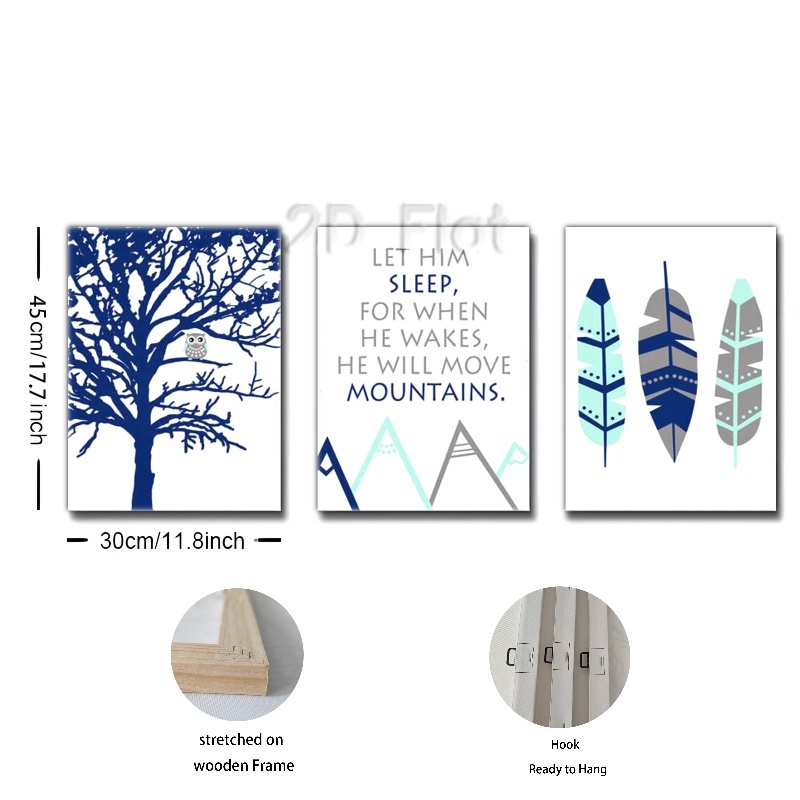 2D Flat
LET HIM
SLEEP,
FOR WHEN
HE WAKES,
HE WILL MOVE
MOUNTAINS.
45cm/17.7inch
30cm/11.8inch
stretched on
wooden Frame
Hook
Ready to Hang